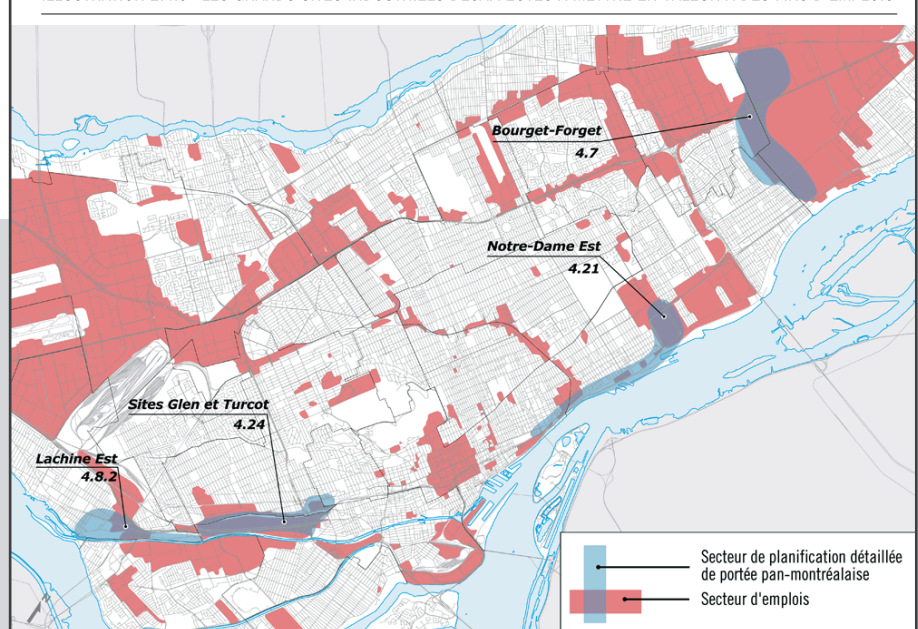 Bourget-Forget
4.7
Notre-Dame Est
4.21
Sites Glen et Turcot
4.24
Lachine Est
4.8.2
Secteur de planification détaillée
de portée pan-montréalaise
Secteur d'emplois